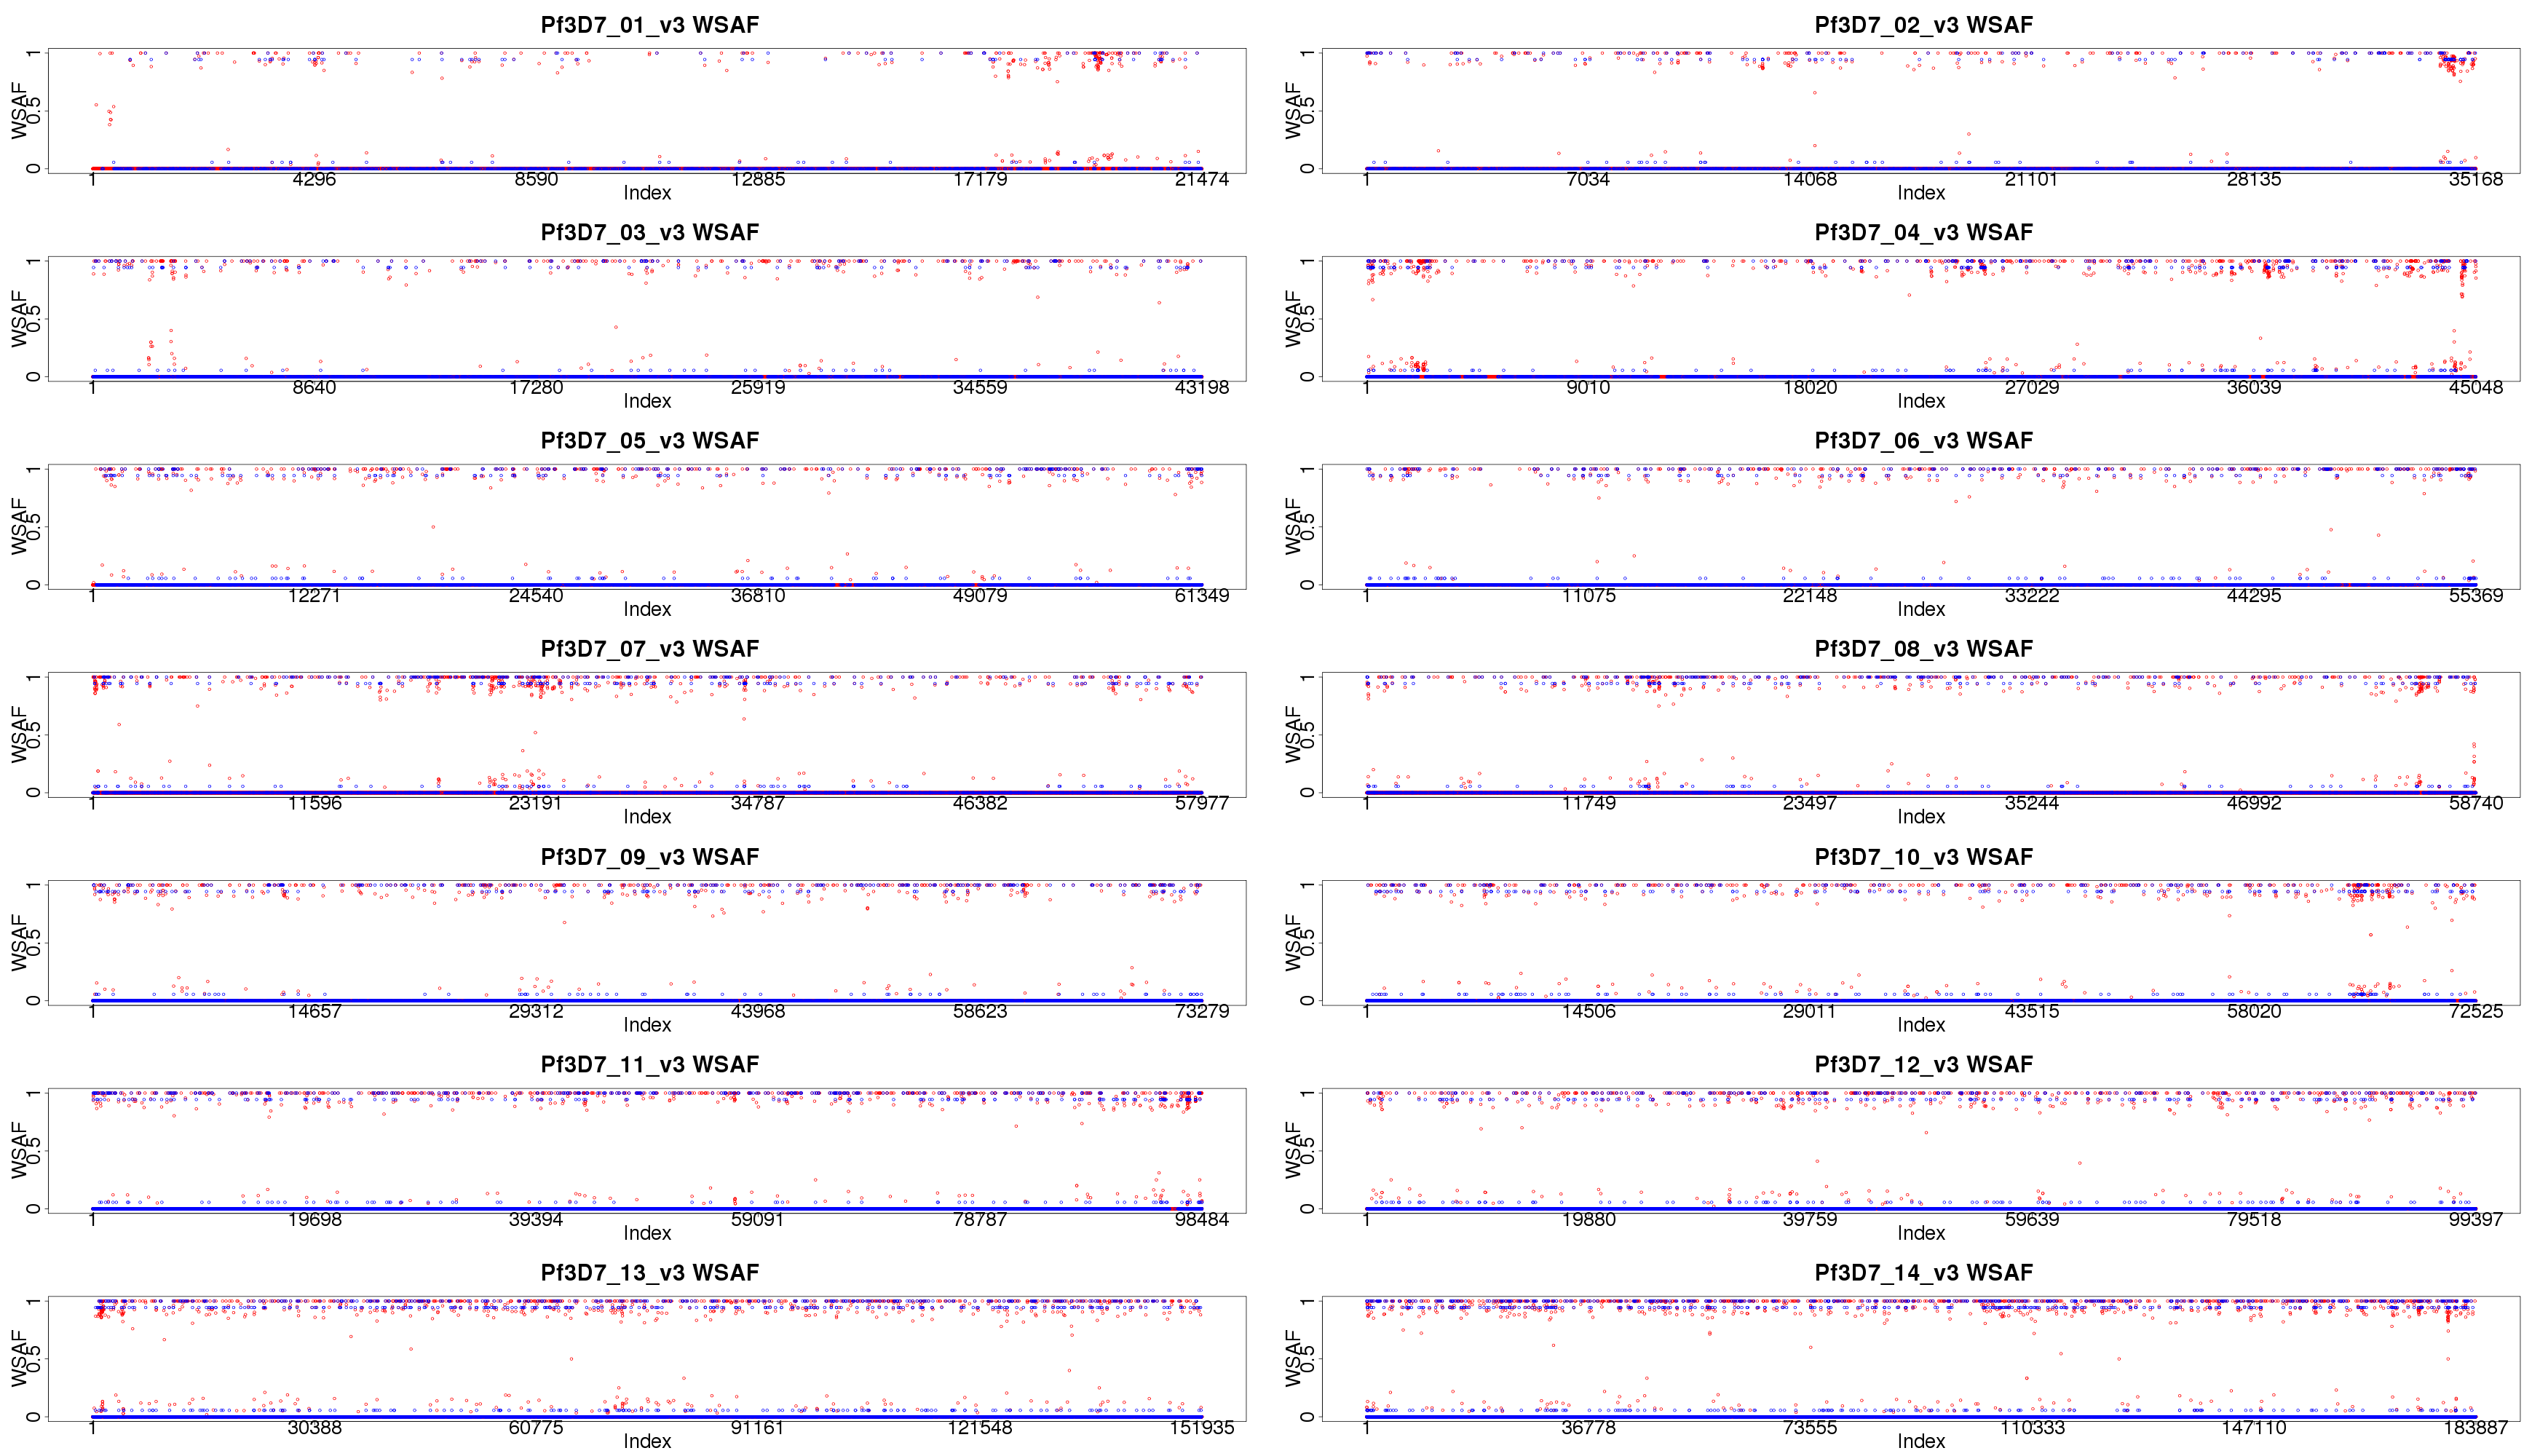 Pf3D7_01_v3 WSAF
WSAF
0 0.5 1
1 4296 8590 12885 17179 21474
Index
Pf3D7_02_v3 WSAF
WSAF
0 0.5 1
1 7034 14068 21101 28135 35168
Index
Pf3D7_03_v3 WSAF
WSAF
0 0.5 1
1 8640 17280 25919 34559 43198
Index
Pf3D7_04_v3 WSAF
WSAF
0 0.5 1
1 9010 18020 27029 36039 45048
Index
Pf3D7_05_v3 WSAF
WSAF
0 0.5 1
1 12271 24540 36810 49079 61349
Index
Pf3D7_06_v3 WSAF
WSAF
0 0.5 1
1 11075 22148 33222 44295 55369
Index
Pf3D7_07_v3 WSAF
WSAF
0 0.5 1
1 11596 23191 34787 46382 57977
Index
Pf3D7_08_v3 WSAF
WSAF
0 0.5 1
1 11749 23497 35244 46992 58740
Index
Pf3D7_09_v3 WSAF
WSAF
0 0.5 1
1 14657 29312 43968 58623 73279
Index
Pf3D7_10_v3 WSAF
WSAF
0 0.5 1
1 14506 29011 43515 58020 72525
Index
Pf3D7_11_v3 WSAF
WSAF
0 0.5 1
1 19698 39394 59091 78787 98484
Index
Pf3D7_12_v3 WSAF
WSAF
0 0.5 1
1 19880 39759 59639 79518 99397
Index
Pf3D7_13_v3 WSAF
WSAF
0 0.5 1
1 30388 60775 91161 121548 151935
Index
Pf3D7_14_v3 WSAF
WSAF
0 0.5 1
1 36778 73555 110333 147110 183887
Index